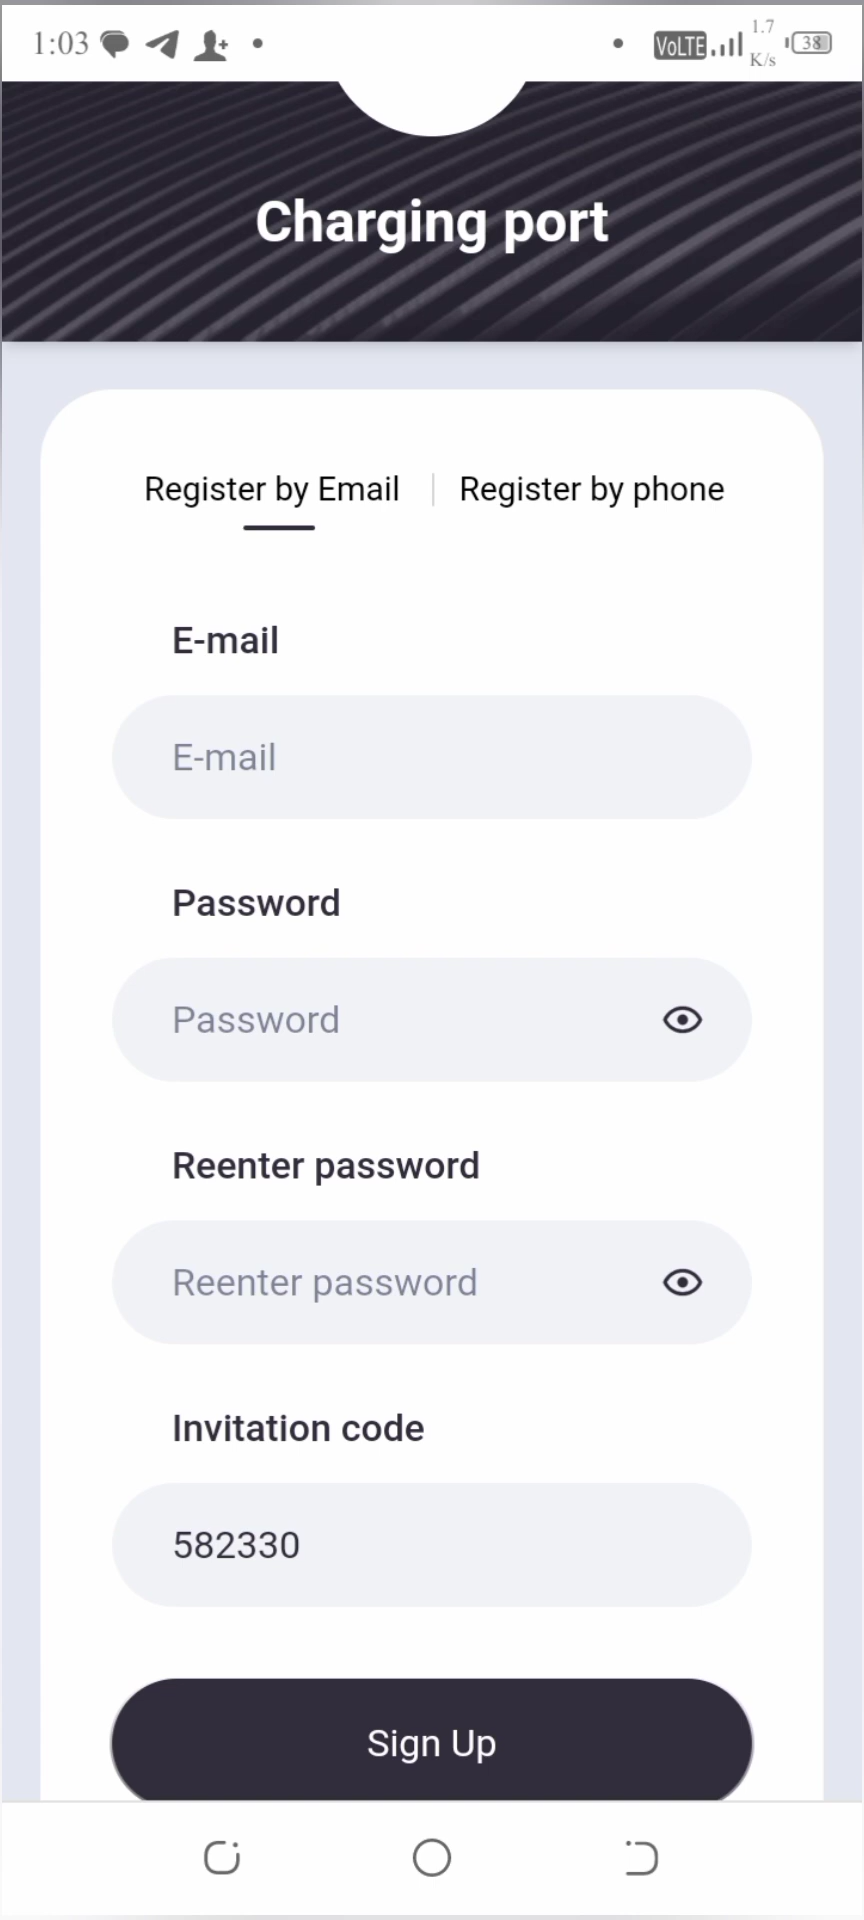 1:03 VoLTE 1.7 K/s 38
Charging port
Register by Email Register by phone
E-mail
E-mail
Password
Password
Reenter password
Reenter password
Invitation code
582330
Sign Up